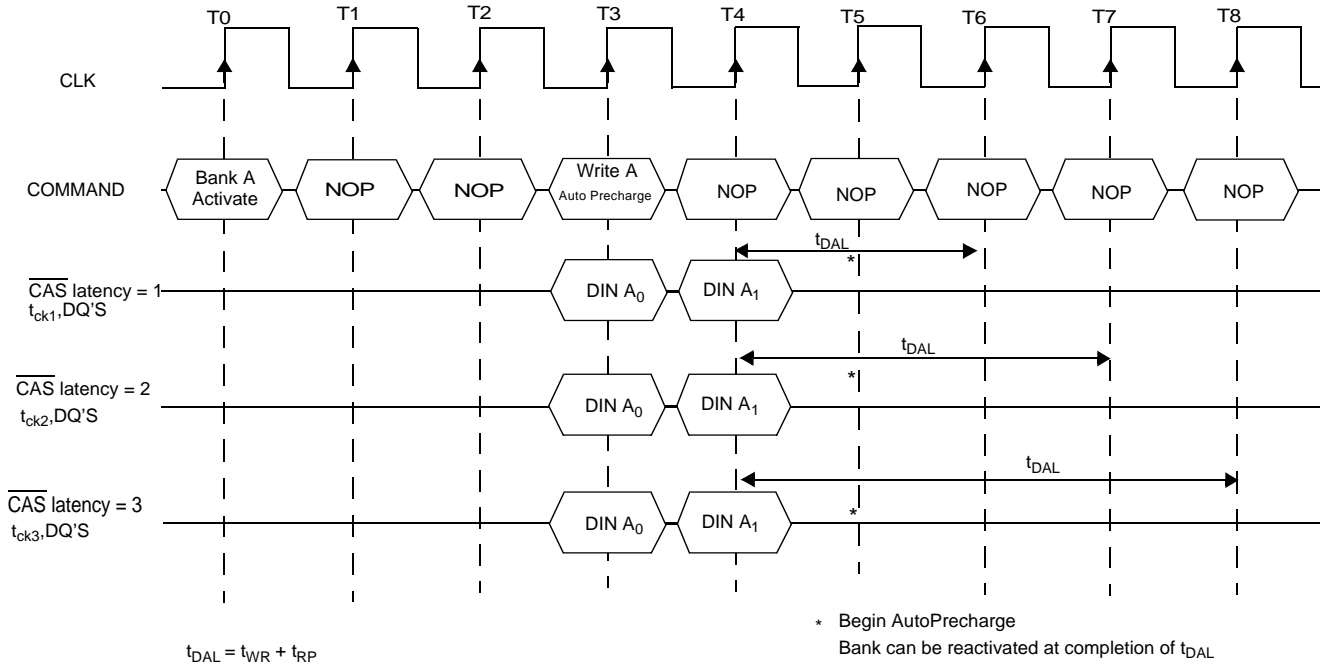 T0 T1 T2 T3 T4 T5 T6 T7 T8
CLK
COMMAND
Bank A
Activate
NOP
NOP
Write A
Auto Precharge
NOP
NOP
NOP
NOP
NOP
tDAL
*
CAS latency = 1
tck1,DQ'S
DIN A0
DIN A1
tDAL
*
CAS latency = 2
tck2,DQ'S
DIN A0
DIN A1
tDAL
*
CAS latency = 3
tck3,DQ'S
DIN A0
DIN A1
* Begin AutoPrecharge
Bank can be reactivated at completion of tDAL
tDAL = tWR + tRP